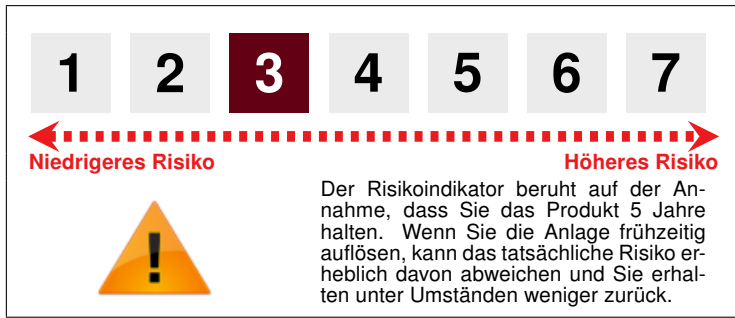 1 2 3 4 5 6 7
Niedrigeres Risiko Höheres Risiko
!
Der Risikoindikator beruht auf der An-
nahme, dass Sie das Produkt 5 Jahre
halten. Wenn Sie die Anlage frühzeitig
auflösen, kann das tatsächliche Risiko er-
heblich davon abweichen und Sie erhal-
ten unter Umständen weniger zurück.